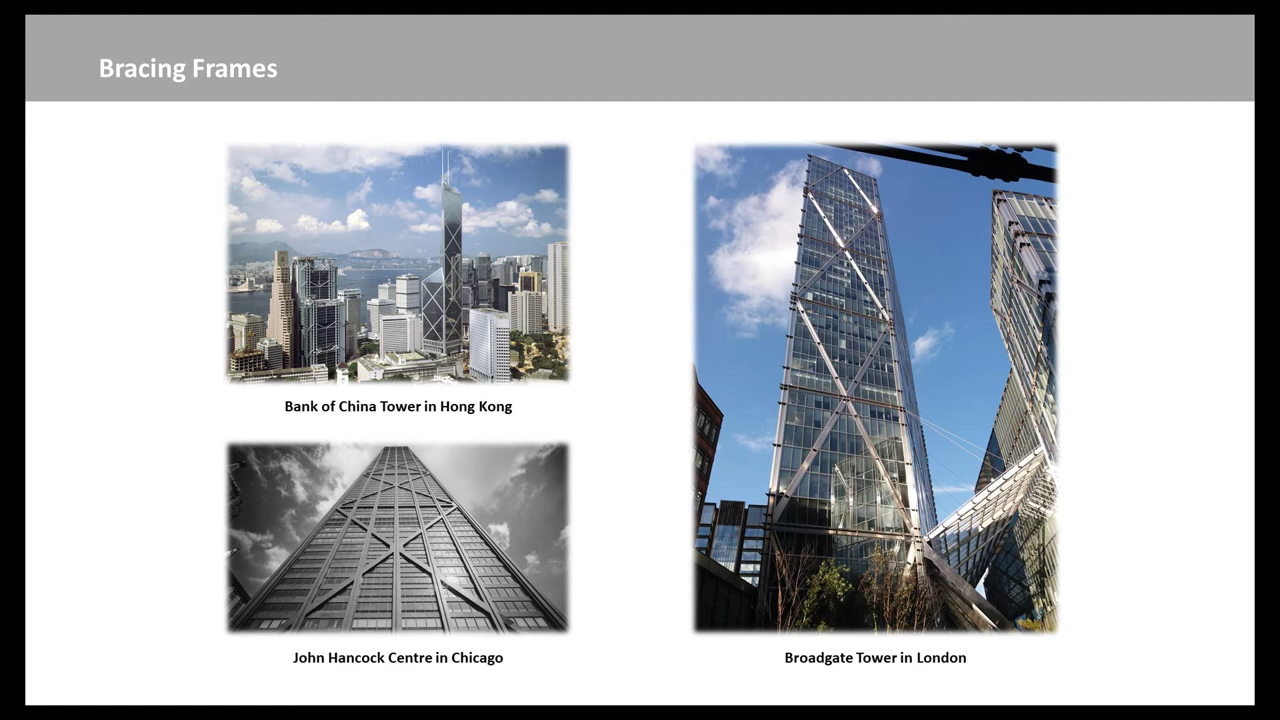 Bracing Frames
Bank of China Tower in Hong Kong
John Hancock Centre in Chicago
Broadgate Tower in London